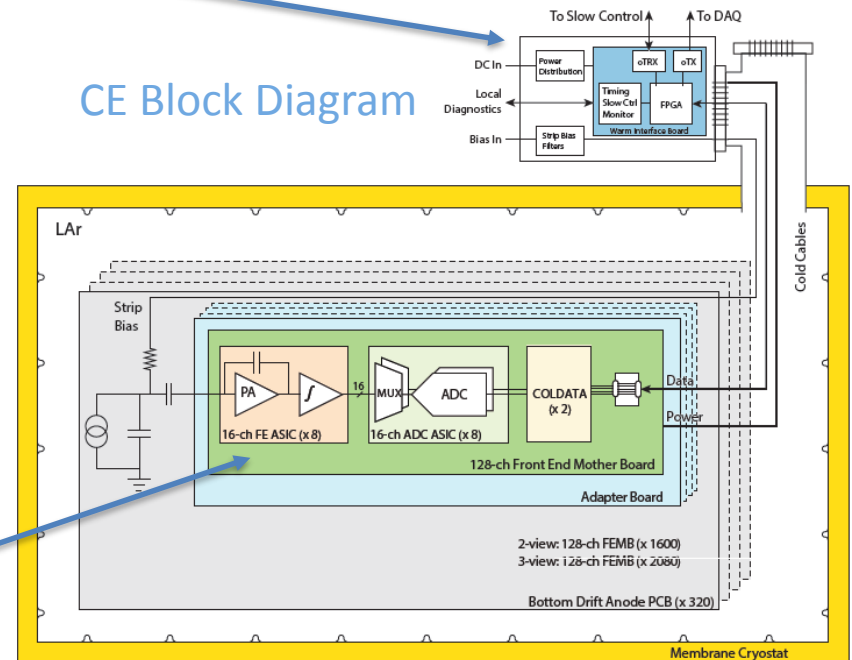 To Slow Control
To DAQ
CE Block Diagram
DC In
Power
Distribution
oTRX
oTX
Local
Diagnostics
Timing
Slow Ctrl
Monitor
FPGA
Warm Interface Board
Bias In
Strip Bias
Filters
LAr
Cold Cables
Strip
Bias
PA
∫
16
MUX
ADC
COLDATA
(x 2)
Data
Power
16-ch FE ASIC (x 8)
16-ch ADC ASIC (x 8)
128-ch Front End Mother Board
Adapter Board
2-view: 128-ch FEMB (x 1600)
3-view: 128-ch FEMB (x 2080)
Bottom Drift Anode PCB (x 320)
Membrane Cryostat